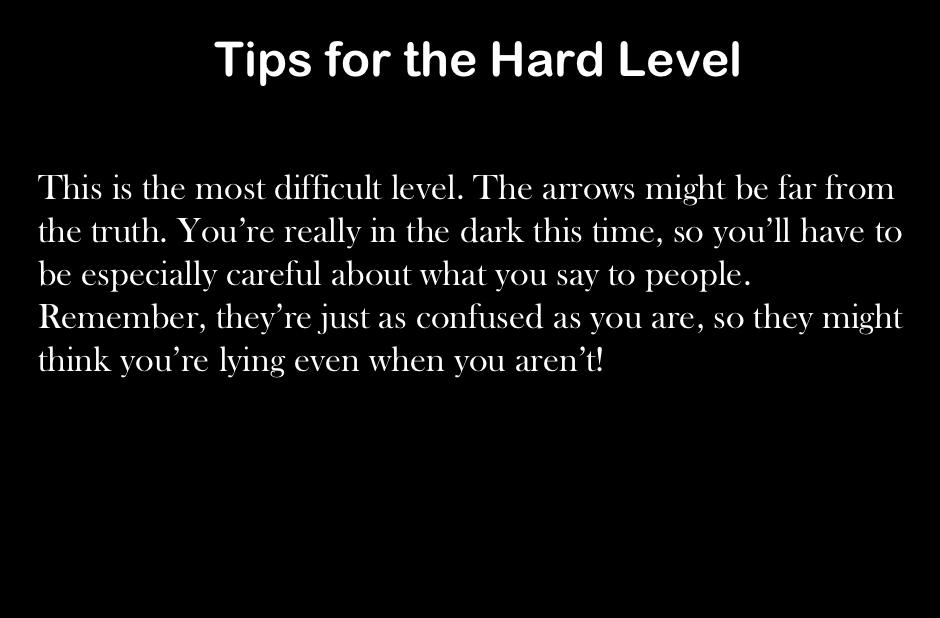 Tips for the Hard Level
This is the most difficult level. The arrows might be far from
the truth. You’re really in the dark this time, so you’ll have to
be especially careful about what you say to people.
Remember, they’re just as confused as you are, so they might
think you’re lying even when you aren’t!